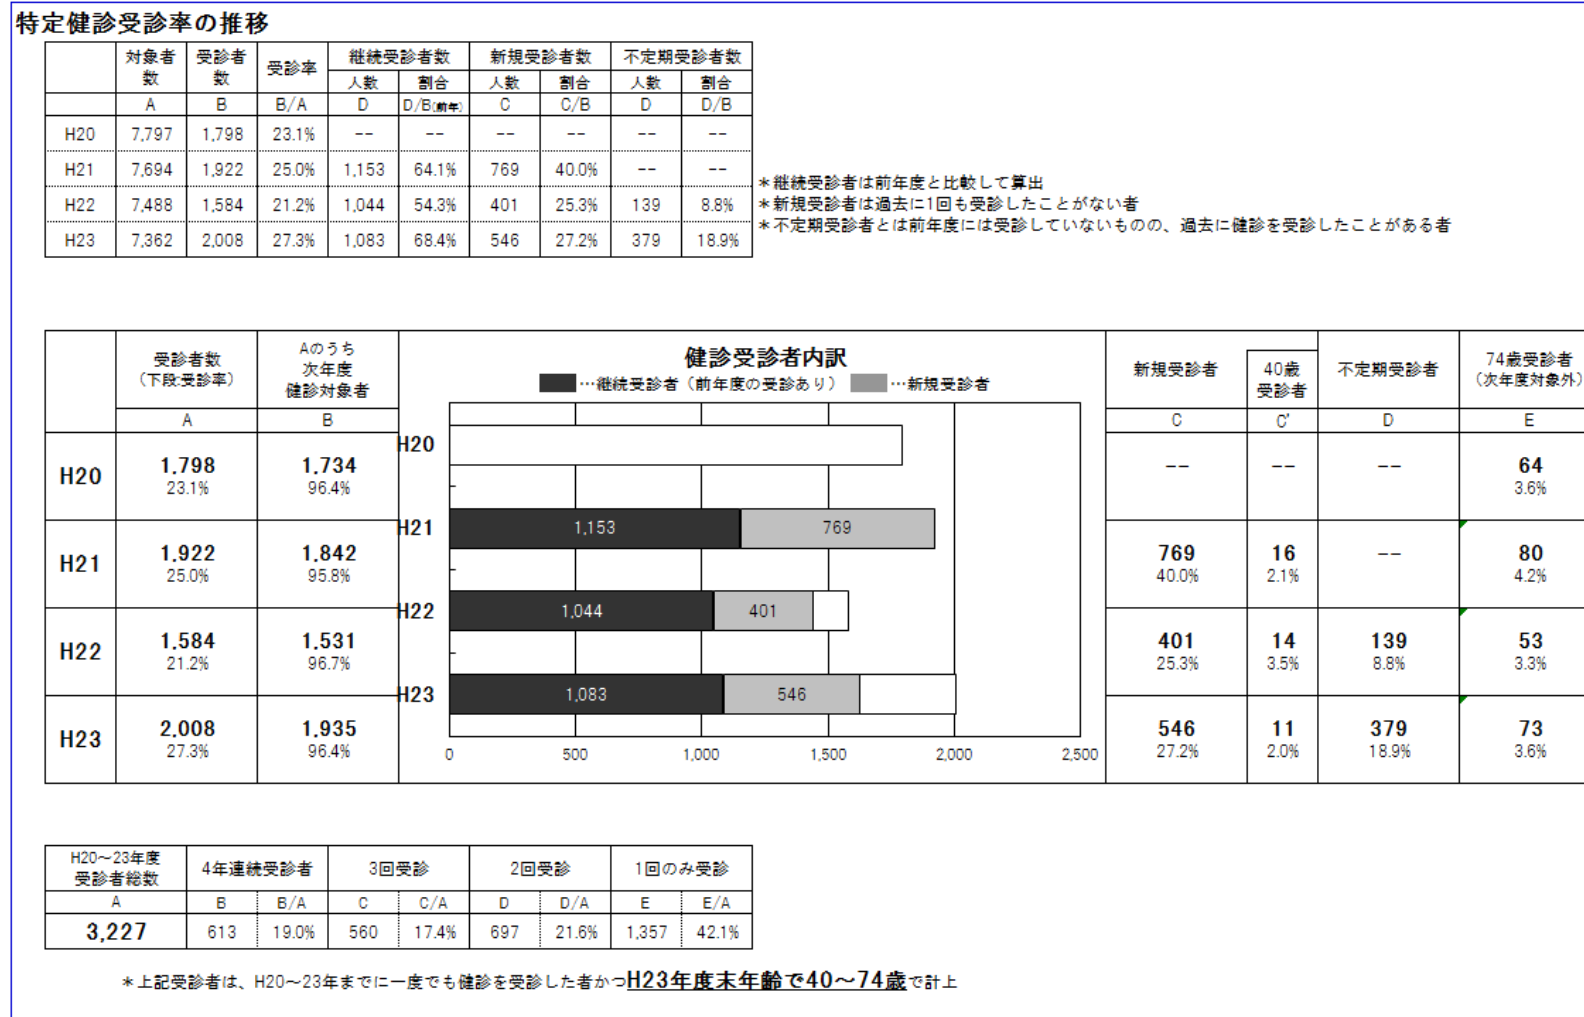 特定健診受診率の推移
対象者数 受診者数 受診率 継続受診者数 新規受診者数 不定期受診者数
人数 割合 人数 割合 人数 割合
A B B/A D D/B(前年) C C/B D D/B
H20 7,797 1,798 23.1% -- -- -- -- -- --
H21 7,694 1,922 25.0% 1,153 64.1% 769 40.0% -- --
H22 7,488 1,584 21.2% 1,044 54.3% 401 25.3% 139 8.8%
H23 7,362 2,008 27.3% 1,083 68.4% 546 27.2% 379 18.9%
*継続受診者は前年度と比較して算出
*新規受診者は過去に1回も受診したことがない者
*不定期受診者とは前年度には受診していないものの、過去に健診を受診したことがある者
受診者数
(下段:受診率)
Aのうち
次年度
健診対象者
健診受診者内訳
…継続受診者(前年度の受診あり) …新規受診者
新規受診者
40歳
受診者
不定期受診者
74歳受診者
(次年度対象外)
A B C C' D E
H20 1,798 1,734 H20 -- -- -- 64
23.1% 96.4% 3.6%
H21 1,922 1,842 H21 1,153 769 769 16 -- 80
25.0% 95.8% 40.0% 2.1% 4.2%
H22 1,584 1,531 H22 1,044 401 401 14 139 53
21.2% 96.7% 25.3% 3.5% 8.8% 3.3%
H23 2,008 1,935 H23 1,083 546 546 11 379 73
27.3% 96.4% 27.2% 2.0% 18.9% 3.6%
0 500 1,000 1,500 2,000 2,500
H20~23年度
受診者総数
4年連続受診者 3回受診 2回受診 1回のみ受診
A B B/A C C/A D D/A E E/A
3,227 613 19.0% 560 17.4% 697 21.6% 1,357 42.1%
*上記受診者は、H20~23年までに一度でも健診を受診した者かつH23年度末年齢で40~74歳で計上